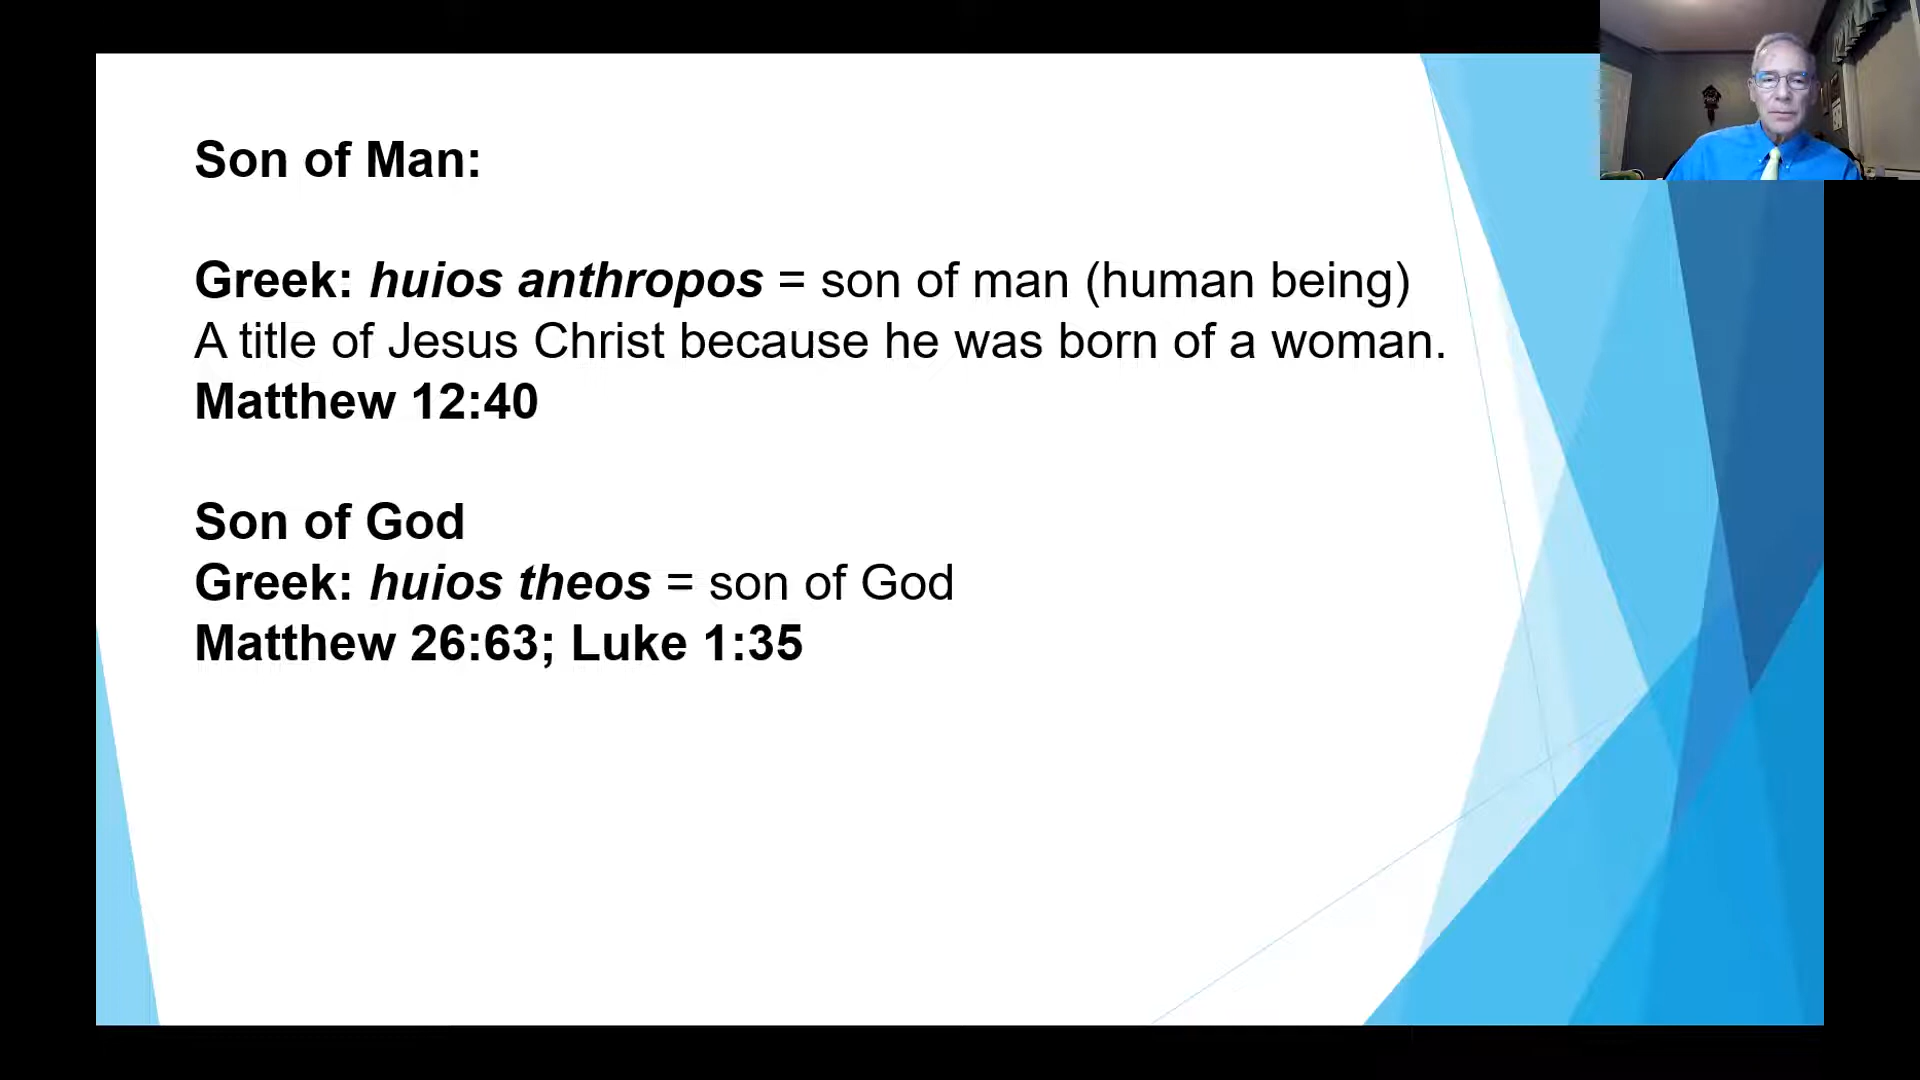 Son of Man:
Greek: huios anthropos = son of man (human being)
A title of Jesus Christ because he was born of a woman.
Matthew 12:40
Son of God
Greek: huios theos = son of God
Matthew 26:63; Luke 1:35